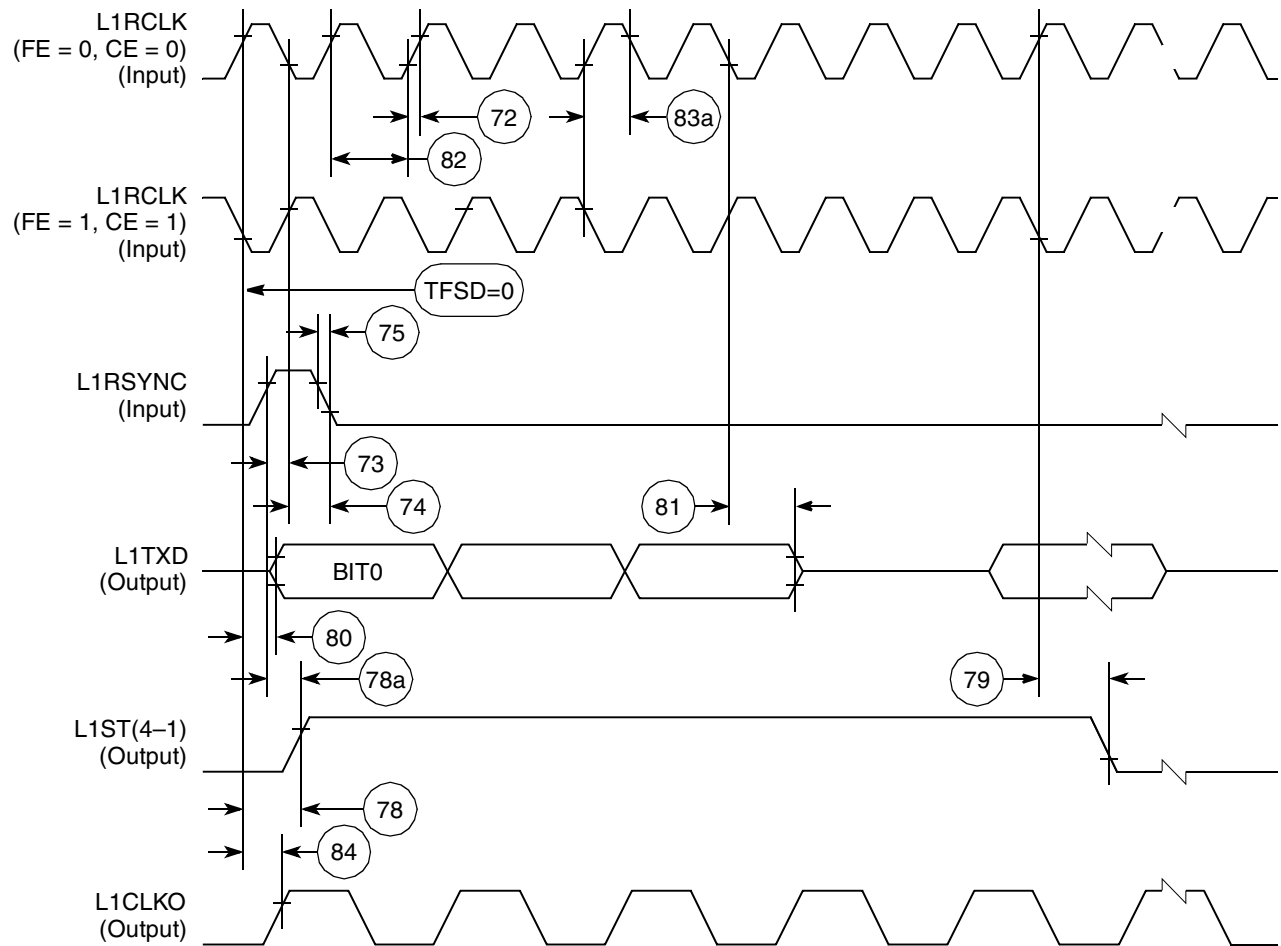 L1RCLK
(FE = 0, CE = 0)
(Input)
72
83a
82
L1RCLK
(FE = 1, CE = 1)
(Input)
TFSD=0
75
L1RSYNC
(Input)
73
74
81
L1TXD
(Output)
BIT0
80
78a
79
L1ST(4–1)
(Output)
78
84
L1CLKO
(Output)